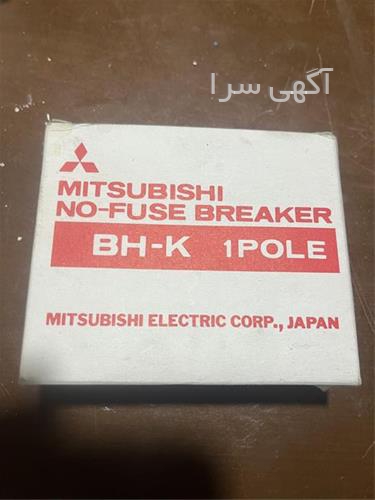 آگهی سرا
MITSUBISHI
NO-FUSE BREAKER
BH-K 1POLE
MITSUBISHI ELECTRIC CORP., JAPAN